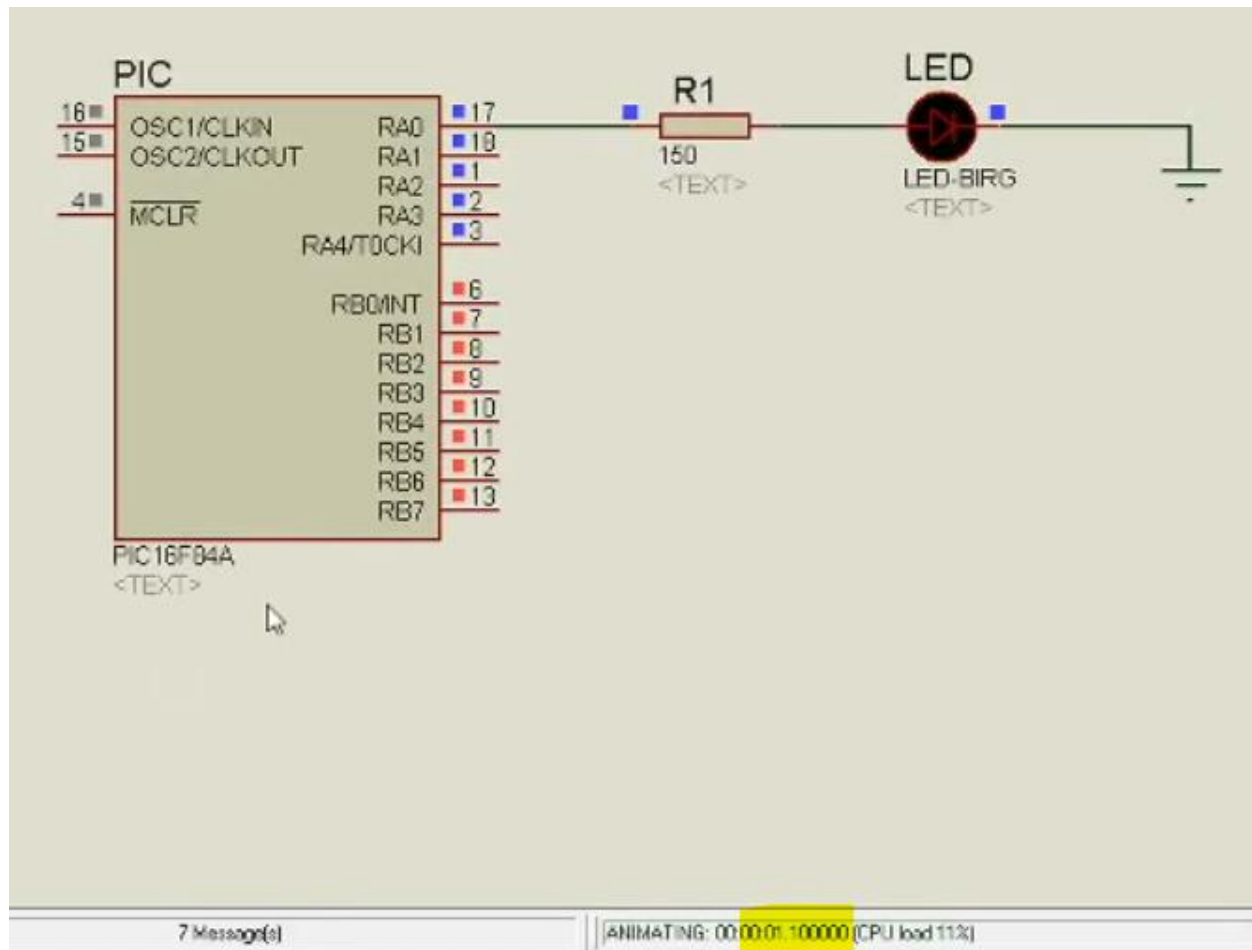 PIC
16
OSC1/CLKIN
15
OSC2/CLKOUT
4
MCLR
RA0
17
RA1
18
RA2
1
RA3
2
RA4/T0CKI
3
RB0/INT
6
RB1
7
RB2
8
RB3
9
RB4
10
RB5
11
RB6
12
RB7
13
PIC16F84A
<TEXT>
R1
150
<TEXT>
LED
LED-BIRG
<TEXT>
7 Message(s)
ANIMATING: 00:00:01.100000 (CPU load 11%)